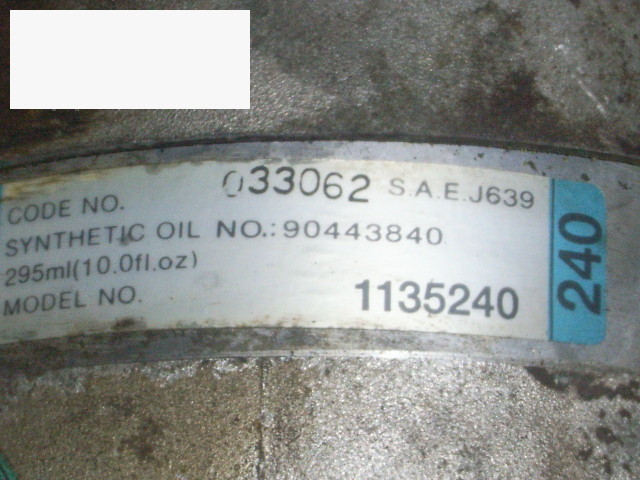 CODE NO. 033062 S.A.E.J639
SYNTHETIC OIL NO.:90443840
295ml(10.0fl.oz)
MODEL NO. 1135240
240